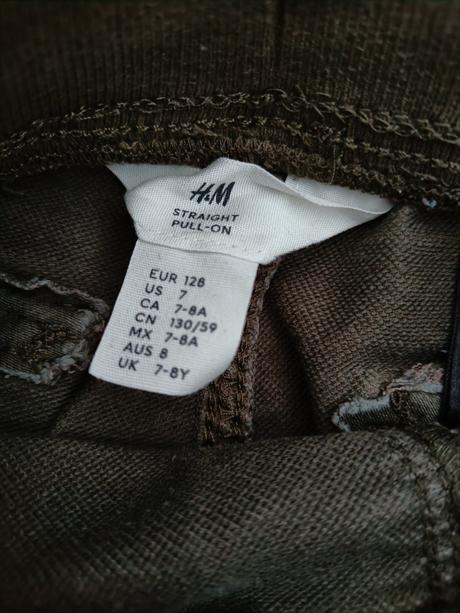 H&M
STRAIGHT
PULL-ON
EUR 128
US 7
CA 7-8A
CN 130/59
MX 7-8A
AUS 8
UK 7-8Y